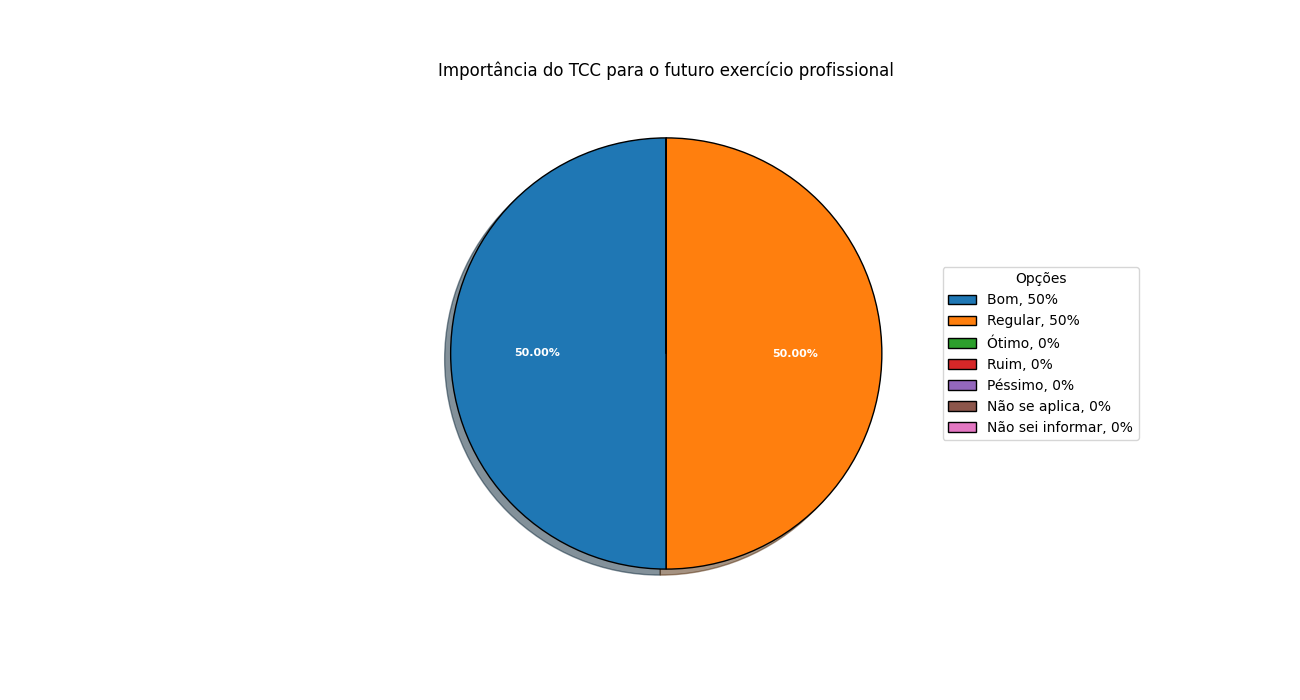 Importância do TCC para o futuro exercício profissional
50.00%
50.00%
Opções
Bom, 50%
Regular, 50%
Ótimo, 0%
Ruim, 0%
Péssimo, 0%
Não se aplica, 0%
Não sei informar, 0%